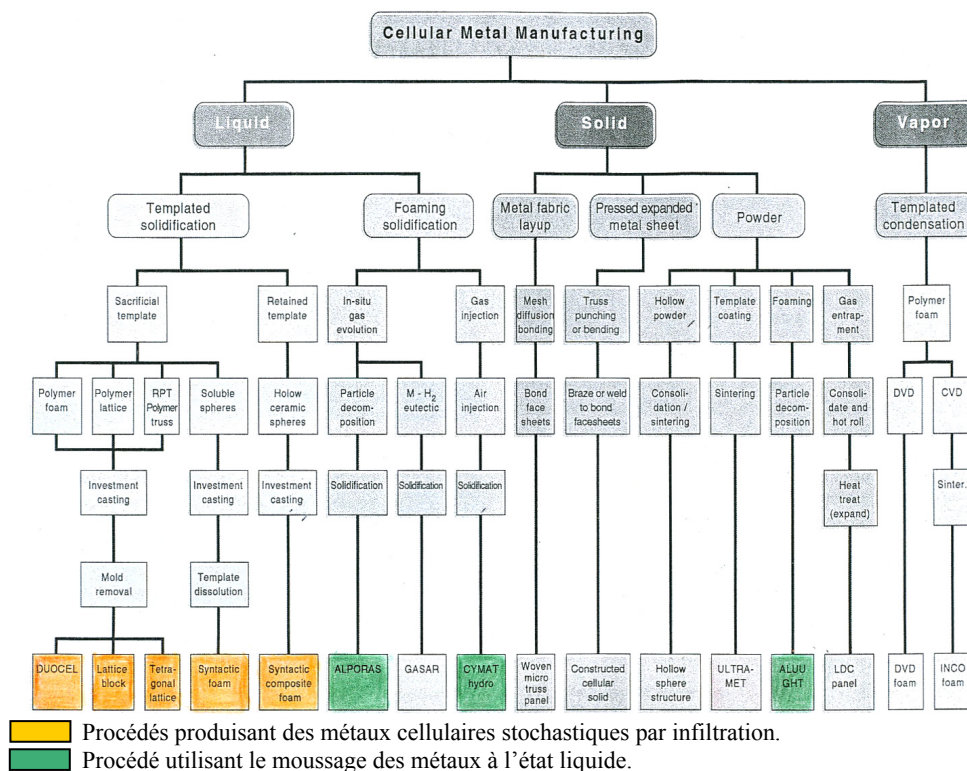 Cellular Metal Manufacturing
Liquid
Solid
Vapor
Templated
solidification
Foaming
solidification
Metal fabric
layup
Pressed expanded
metal sheet
Powder
Templated
condensation
Sacrificial
template
Retained
template
In-situ
gas
evolution
Gas
injection
Mesh
diffusion
bonding
Truss
punching
or bending
Hollow
powder
Template
coating
Foaming
Gas
entrap-
ment
Polymer
foam
Polymer
foam
Polymer
lattice
RPT
Polymer
truss
Soluble
spheres
Holow
ceramic
spheres
Particle
decom-
position
M - H2
eutectic
Air
injection
Bond
face
sheets
Braze or weld
to bond
facesheets
Consoli-
dation /
sintering
Sintering
Particle
decom-
position
Consoli-
date and
hot roll
DVD
CVD
Investment
casting
Investment
casting
Investment
casting
Solidification
Solidification
Solidification
Heat
treat
(expand)
Sinter.
Mold
removal
Template
dissolution
DUOCEL
Lattice
block
Tetra-
gonal
lattice
Syntactic
foam
Syntactic
composite
foam
ALPORAS
GASAR
CYMAT
hydro
Woven
micro
truss
panel
Constructed
cellular
solid
Hollow
sphere
structure
ULTRA-
MET
ALUU
GHT
LDC
panel
DVD
foam
INCO
foam
Procédés produisant des métaux cellulaires stochastiques par infiltration.
Procédé utilisant le moussage des métaux à l'état liquide.